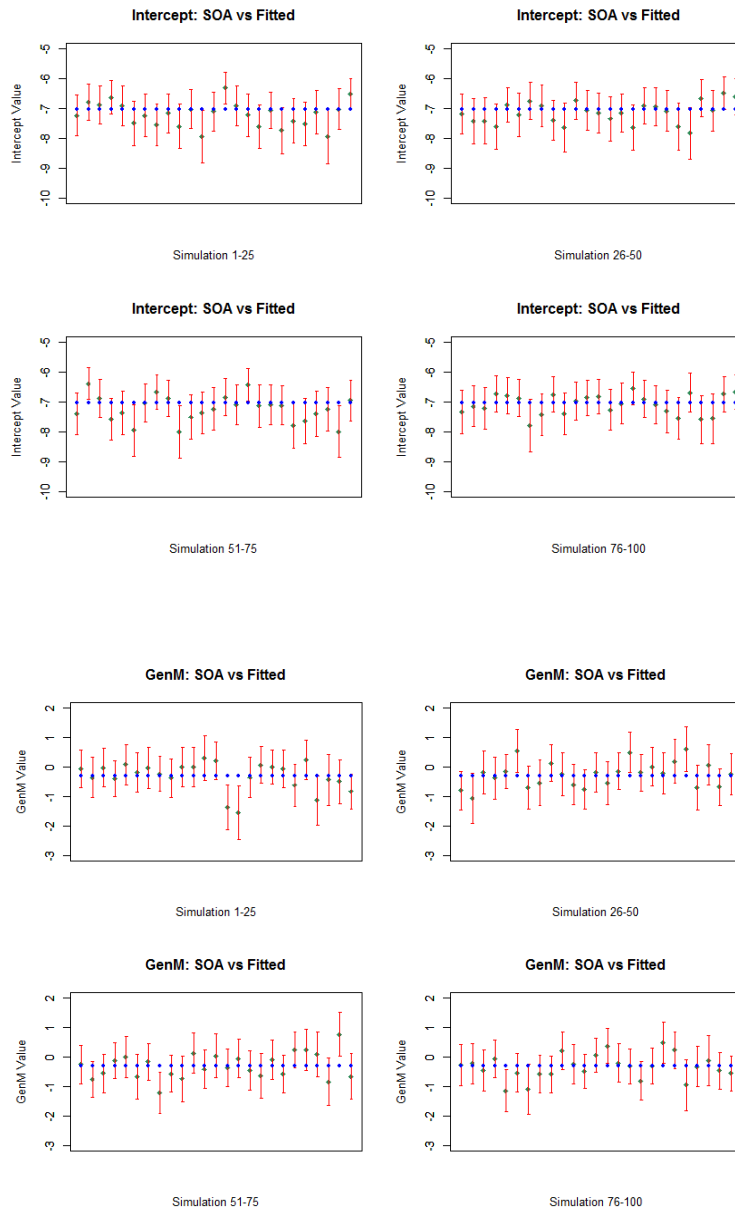 Intercept: SOA vs Fitted
Intercept Value
-5
-6
-7
-8
-9
-10
Simulation 1-25
Intercept: SOA vs Fitted
Intercept Value
-5
-6
-7
-8
-9
-10
Simulation 26-50
Intercept: SOA vs Fitted
Intercept Value
-5
-6
-7
-8
-9
-10
Simulation 51-75
Intercept: SOA vs Fitted
Intercept Value
-5
-6
-7
-8
-9
-10
Simulation 76-100
GenM: SOA vs Fitted
GenM Value
2
1
0
-1
-2
-3
Simulation 1-25
GenM: SOA vs Fitted
GenM Value
2
1
0
-1
-2
-3
Simulation 26-50
GenM: SOA vs Fitted
GenM Value
2
1
0
-1
-2
-3
Simulation 51-75
GenM: SOA vs Fitted
GenM Value
2
1
0
-1
-2
-3
Simulation 76-100